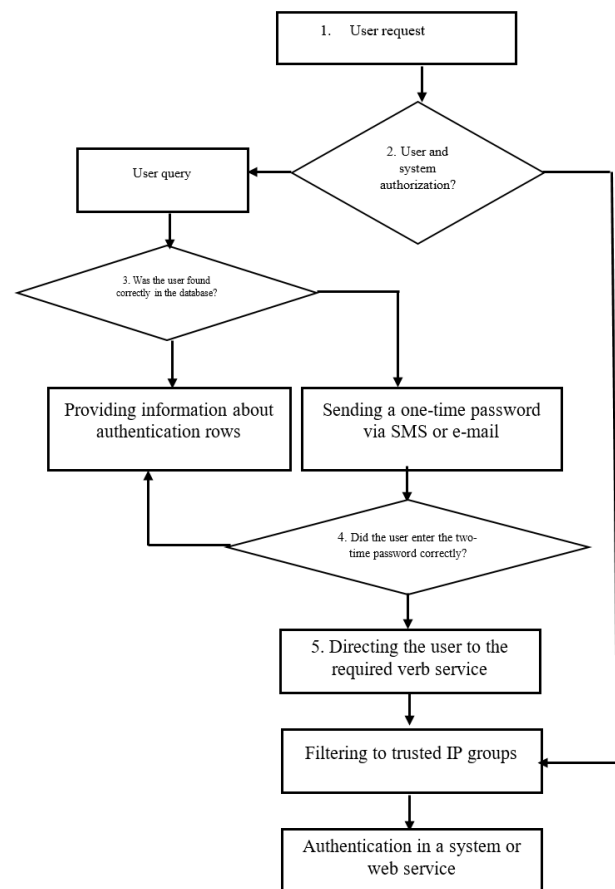 1. User request
2. User and
system
authorization?
User query
3. Was the user found
correctly in the database?
Providing information about
authentication rows
Sending a one-time password
via SMS or e-mail
4. Did the user enter the two-
time password correctly?
5. Directing the user to the
required verb service
Filtering to trusted IP groups
Authentication in a system or
web service